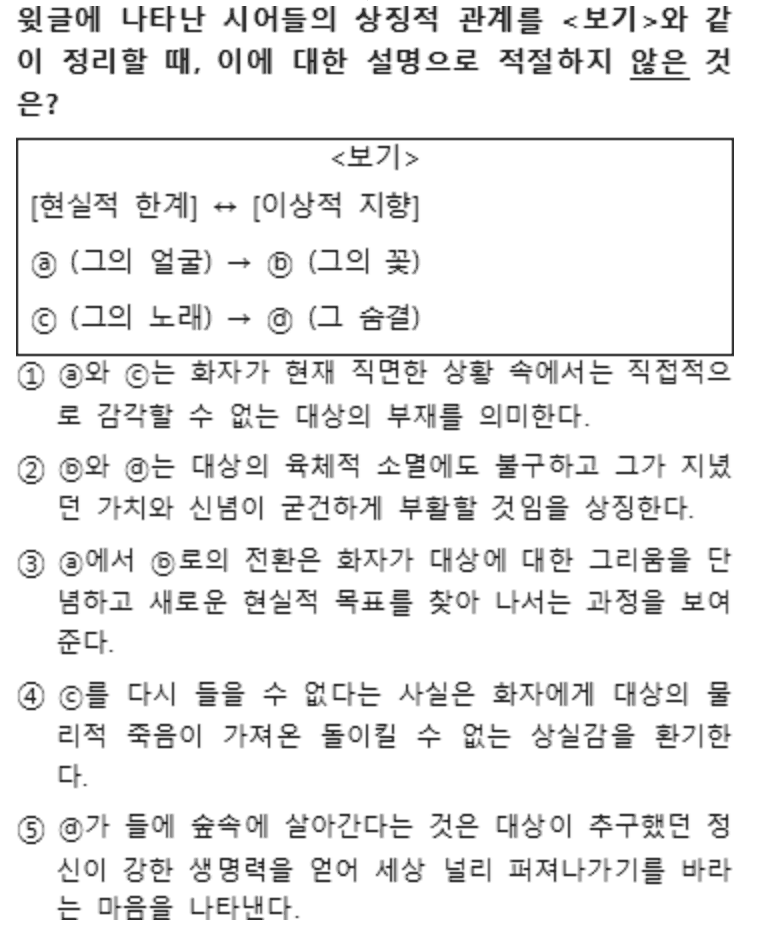 윗글에 나타난 시어들의 상징적 관계를 <보기>와 같
이 정리할 때, 이에 대한 설명으로 적절하지 않은 것
은?
<보기>
[현실적 한계] ↔ [이상적 지향]
ⓐ (그의 얼굴) → ⓑ (그의 꽃)
ⓒ (그의 노래) → ⓓ (그 숨결)
① ⓐ와 ⓒ는 화자가 현재 직면한 상황 속에서는 직접적으
로 감각할 수 없는 대상의 부재를 의미한다.
② ⓑ와 ⓓ는 대상의 육체적 소멸에도 불구하고 그가 지녔
던 가치와 신념이 굳건하게 부활할 것임을 상징한다.
③ ⓐ에서 ⓑ로의 전환은 화자가 대상에 대한 그리움을 단
념하고 새로운 현실적 목표를 찾아 나서는 과정을 보여
준다.
④ ⓒ를 다시 들을 수 없다는 사실은 화자에게 대상의 물
리적 죽음이 가져온 돌이킬 수 없는 상실감을 환기한
다.
⑤ ⓓ가 들에 숲속에 살아간다는 것은 대상이 추구했던 정
신이 강한 생명력을 얻어 세상 널리 퍼져나가기를 바라
는 마음을 나타낸다.